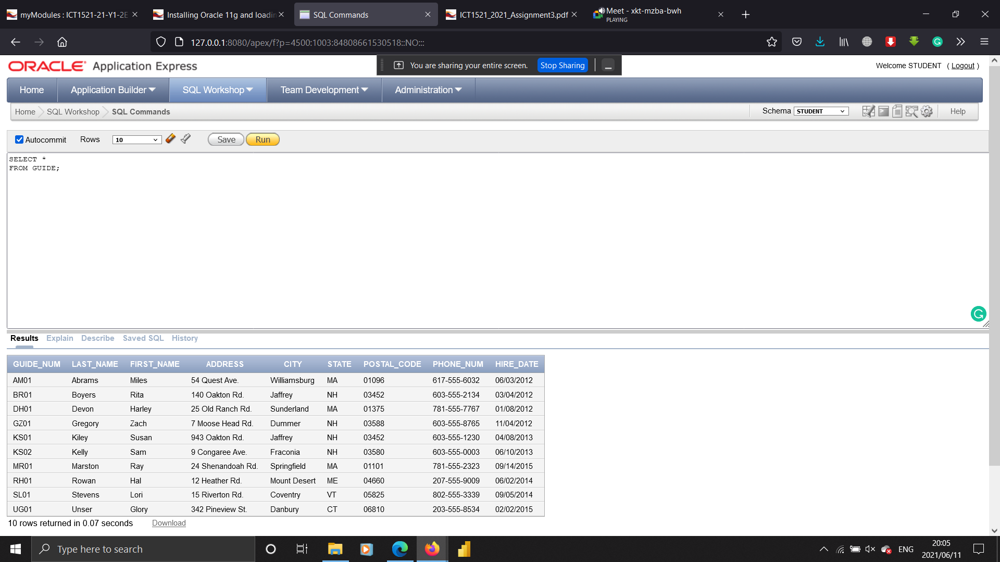 myModules : ICT1521-21-Y1-2E
Installing Oracle 11g and loadin
SQL Commands
ICT1521_2021_Assignment3.pdf
Meet - xkt-mzba-bwh
PLAYING
127.0.0.1:8080/apex/f?p=4500:1003:84808661530518::NO:::
You are sharing your entire screen. Stop Sharing
ORACLE Application Express
Welcome STUDENT ( Logout )
Home Application Builder SQL Workshop Team Development Administration
Home SQL Workshop SQL Commands
Schema STUDENT Help
Autocommit Rows 10 Save Run
SELECT *
FROM GUIDE;
Results Explain Describe Saved SQL History
GUIDE_NUM LAST_NAME FIRST_NAME ADDRESS CITY STATE POSTAL_CODE PHONE_NUM HIRE_DATE
AM01 Abrams Miles 54 Quest Ave. Williamsburg MA 01096 617-555-6032 06/03/2012
BR01 Boyers Rita 140 Oakton Rd. Jaffrey NH 03452 603-555-2134 03/04/2012
DH01 Devon Harley 25 Old Ranch Rd. Sunderland MA 01375 781-555-7767 01/08/2012
GZ01 Gregory Zach 7 Moose Head Rd. Dummer NH 03588 603-555-8765 11/04/2012
KS01 Kiley Susan 943 Oakton Rd. Jaffrey NH 03452 603-555-1230 04/08/2013
KS02 Kelly Sam 9 Congaree Ave. Fraconia NH 03580 603-555-0003 06/10/2013
MR01 Marston Ray 24 Shenandoah Rd. Springfield MA 01101 781-555-2323 09/14/2015
RH01 Rowan Hal 12 Heather Rd. Mount Desert ME 04660 207-555-9009 06/02/2014
SL01 Stevens Lori 15 Riverton Rd. Coventry VT 05825 802-555-3339 09/05/2014
UG01 Unser Glory 342 Pineview St. Danbury CT 06810 203-555-8534 02/02/2015
10 rows returned in 0.07 seconds Download
Type here to search
ENG
20:05
2021/06/11